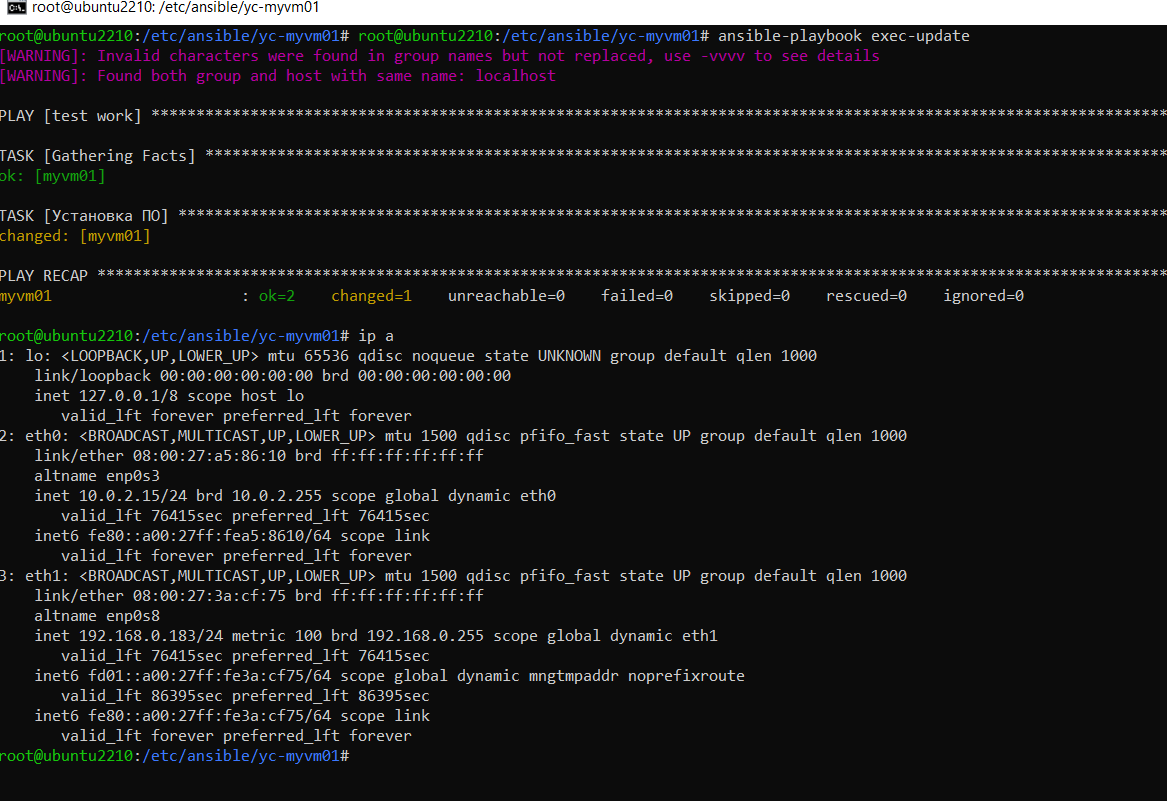 root@ubuntu2210: /etc/ansible/yc-myvm01
root@ubuntu2210:/etc/ansible/yc-myvm01# root@ubuntu2210:/etc/ansible/yc-myvm01# ansible-playbook exec-update
[WARNING]: Invalid characters were found in group names but not replaced, use -vvvv to see details
[WARNING]: Found both group and host with same name: localhost
PLAY [test work] *********************************************************************************************************************
TASK [Gathering Facts] ***************************************************************************************************************
ok: [myvm01]
TASK [Установка ПО] ******************************************************************************************************************
changed: [myvm01]
PLAY RECAP ***************************************************************************************************************************
myvm01                     : ok=2    changed=1    unreachable=0    failed=0    skipped=0    rescued=0    ignored=0
root@ubuntu2210:/etc/ansible/yc-myvm01# ip a
1: lo: <LOOPBACK,UP,LOWER_UP> mtu 65536 qdisc noqueue state UNKNOWN group default qlen 1000
    link/loopback 00:00:00:00:00:00 brd 00:00:00:00:00:00
    inet 127.0.0.1/8 scope host lo
       valid_lft forever preferred_lft forever
2: eth0: <BROADCAST,MULTICAST,UP,LOWER_UP> mtu 1500 qdisc pfifo_fast state UP group default qlen 1000
    link/ether 08:00:27:a5:86:10 brd ff:ff:ff:ff:ff:ff
    altname enp0s3
    inet 10.0.2.15/24 brd 10.0.2.255 scope global dynamic eth0
       valid_lft 76415sec preferred_lft 76415sec
    inet6 fe80::a00:27ff:fea5:8610/64 scope link
       valid_lft forever preferred_lft forever
3: eth1: <BROADCAST,MULTICAST,UP,LOWER_UP> mtu 1500 qdisc pfifo_fast state UP group default qlen 1000
    link/ether 08:00:27:3a:cf:75 brd ff:ff:ff:ff:ff:ff
    altname enp0s8
    inet 192.168.0.183/24 metric 100 brd 192.168.0.255 scope global dynamic eth1
       valid_lft 76415sec preferred_lft 76415sec
    inet6 fd01::a00:27ff:fe3a:cf75/64 scope global dynamic mngtmpaddr noprefixroute
       valid_lft 86395sec preferred_lft 86395sec
    inet6 fe80::a00:27ff:fe3a:cf75/64 scope link
       valid_lft forever preferred_lft forever
root@ubuntu2210:/etc/ansible/yc-myvm01#